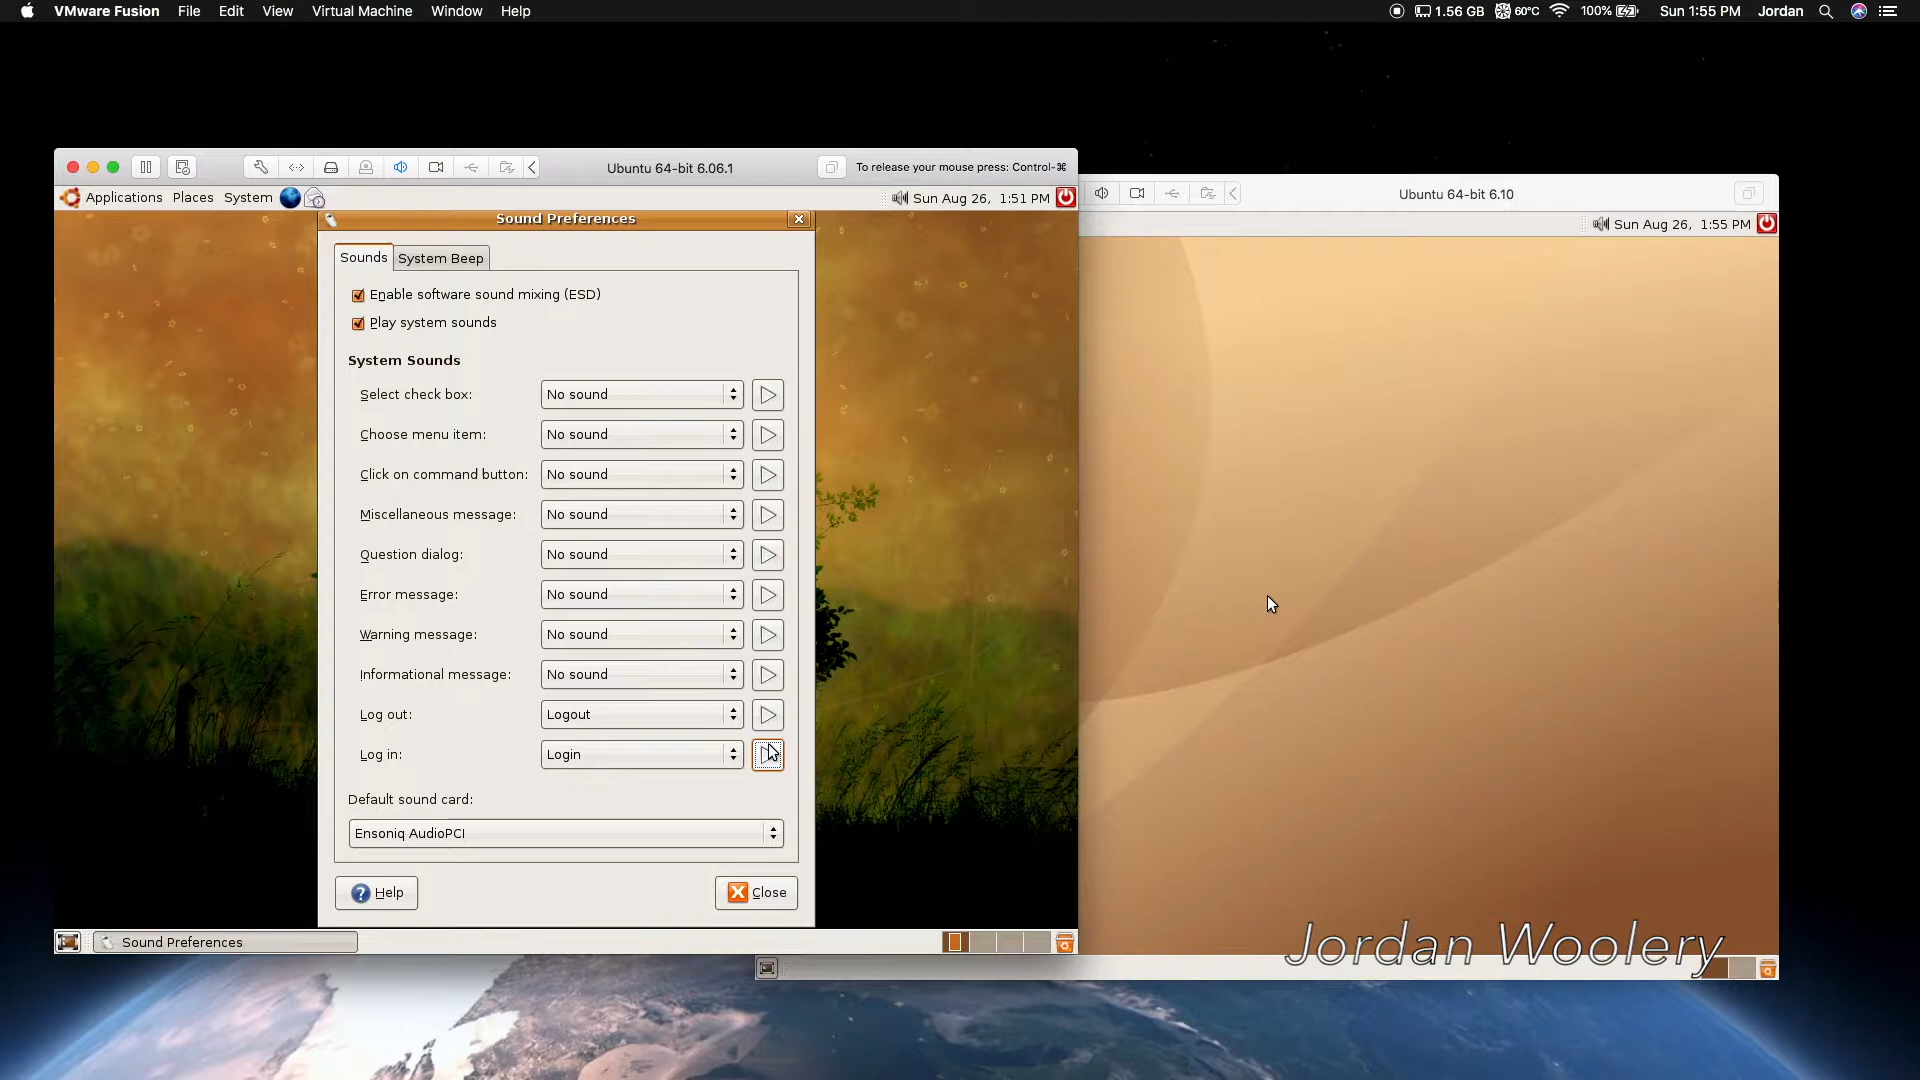 VMware Fusion File Edit View Virtual Machine Window Help 1.56 GB 60°C 100% Sun 1:55 PM Jordan
Ubuntu 64-bit 6.06.1 To release your mouse press: Control-⌘
Ubuntu 64-bit 6.10
Applications Places System Sun Aug 26, 1:51 PM
Sun Aug 26, 1:55 PM
Sound Preferences
Sounds System Beep
Enable software sound mixing (ESD)
Play system sounds
System Sounds
Select check box: No sound
Choose menu item: No sound
Click on command button: No sound
Miscellaneous message: No sound
Question dialog: No sound
Error message: No sound
Warning message: No sound
Informational message: No sound
Log out: Logout
Log in: Login
Default sound card:
Ensoniq AudioPCI
Help Close
Sound Preferences
Jordan Woolery